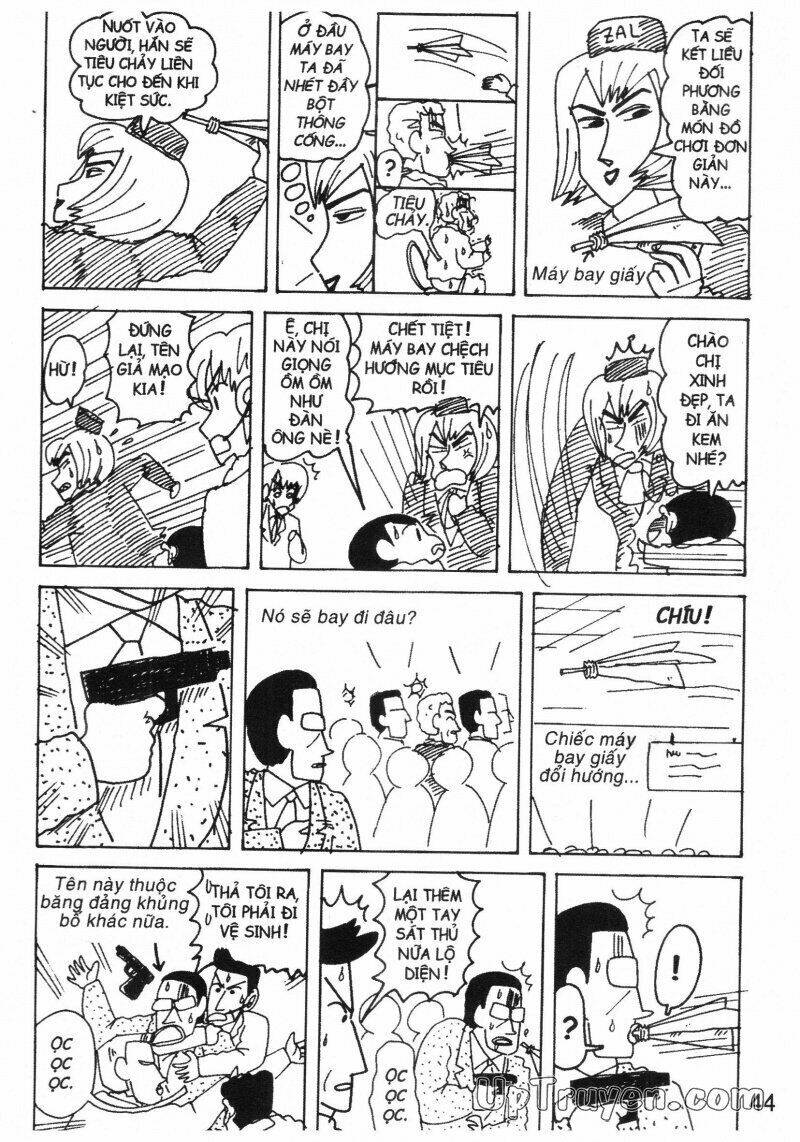 ZAL
TA SẼ
KẾT LIỄU
ĐỐI
PHƯƠNG
BẰNG
MÓN ĐỒ
CHƠI ĐƠN
GIẢN
NÀY...
Máy bay giấy
Ở ĐẦU
MÁY BAY
TA ĐÃ
NHÉT ĐẦY
BỘT
THÔNG
CỐNG...
?
TIÊU
CHẢY.
NUỐT VÀO
NGƯỜI, HẮN SẼ
TIÊU CHẢY LIÊN
TỤC CHO ĐẾN KHI
KIỆT SỨC.
CHÀO
CHỊ
XINH
ĐẸP, TA
ĐI ĂN
KEM
NHÉ?
CHẾT TIỆT!
MÁY BAY CHỆCH
HƯỚNG MỤC TIÊU
RỒI!
Ê, CHỊ
NÀY NÓI
GIỌNG
ỒM ỒM
NHƯ
ĐÀN
ÔNG NÈ!
ĐỨNG
LẠI, TÊN
GIẢ MẠO
KIA!
HỪ!
CHÍU!
Chiếc máy
bay giấy
đổi hướng...
Nó sẽ bay đi đâu?
!
?
LẠI THÊM
MỘT TAY
SÁT THỦ
NỮA LỘ
DIỆN!
ỌC
ỌC
ỌC.
THẢ TÔI RA,
TÔI PHẢI ĐI
VỆ SINH!
Tên này thuộc
băng đảng khủng
bố khác nữa.
ỌC
ỌC
ỌC.
UpTruyen.com
44